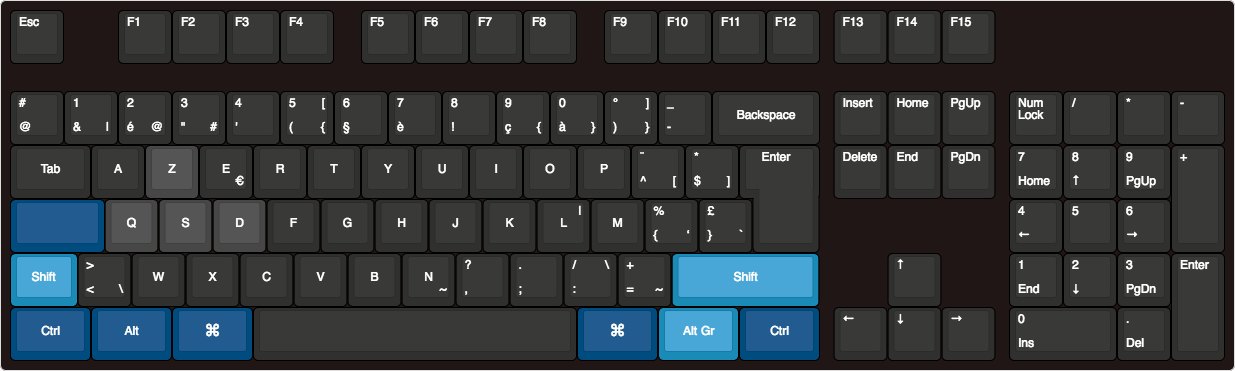 Esc F1 F2 F3 F4 F5 F6 F7 F8 F9 F10 F11 F12 F13 F14 F15
# 1 2 3 4 5 [ 6 7 8 9 0 ° ] _ Backspace Insert Home PgUp Num Lock / * -
@ & | é @ " # ' ( { § è ! ç { à } ) } -
Tab A Z E € R T Y U I O P ¨ ^ [ * $ ] Enter Delete End PgDn 7 Home 8 ↑ 9 PgUp +
Q S D F G H J K L | M % { ‘ £ } ` 4 ← 5 6 →
Shift > < \ W X C V B N ~ ? , . ; / \ : + = ~ Shift ↑ 1 End 2 ↓ 3 PgDn Enter
Ctrl Alt ⌘ ⌘ Alt Gr Ctrl ← ↓ → 0 Ins . Del